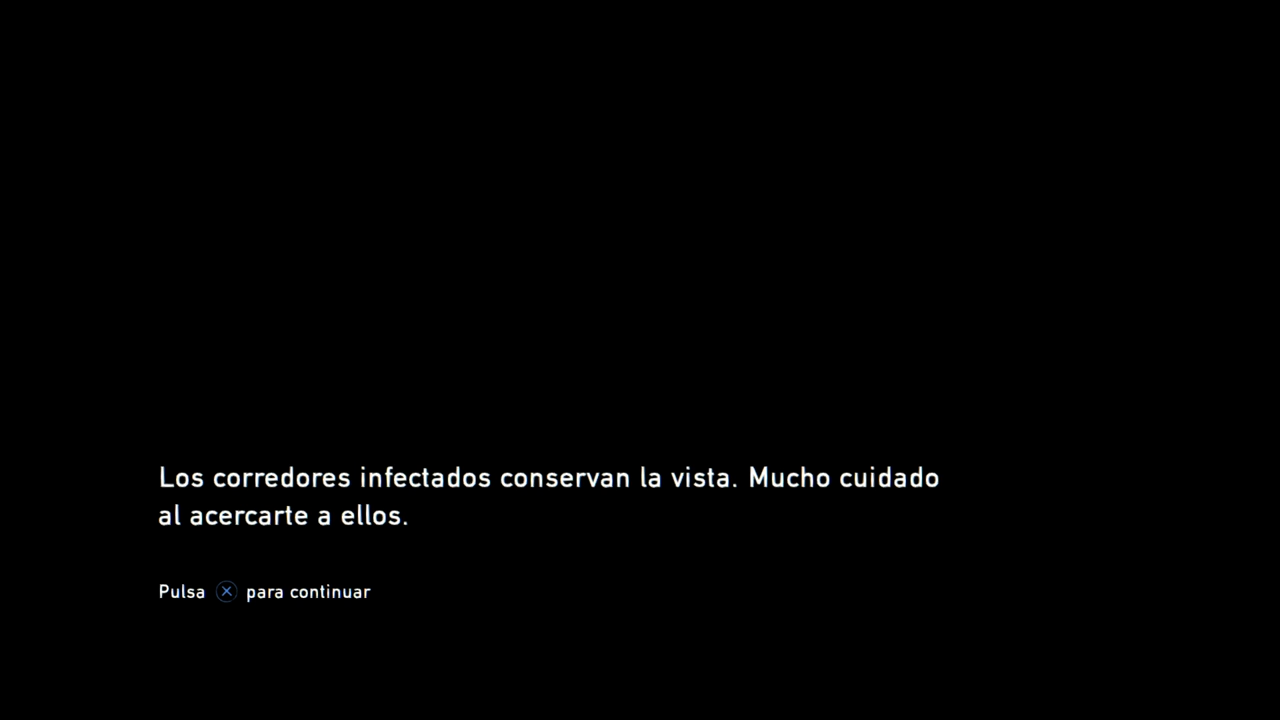 Los corredores infectados conservan la vista. Mucho cuidado
al acercarte a ellos.
Pulsa ⓧ para continuar